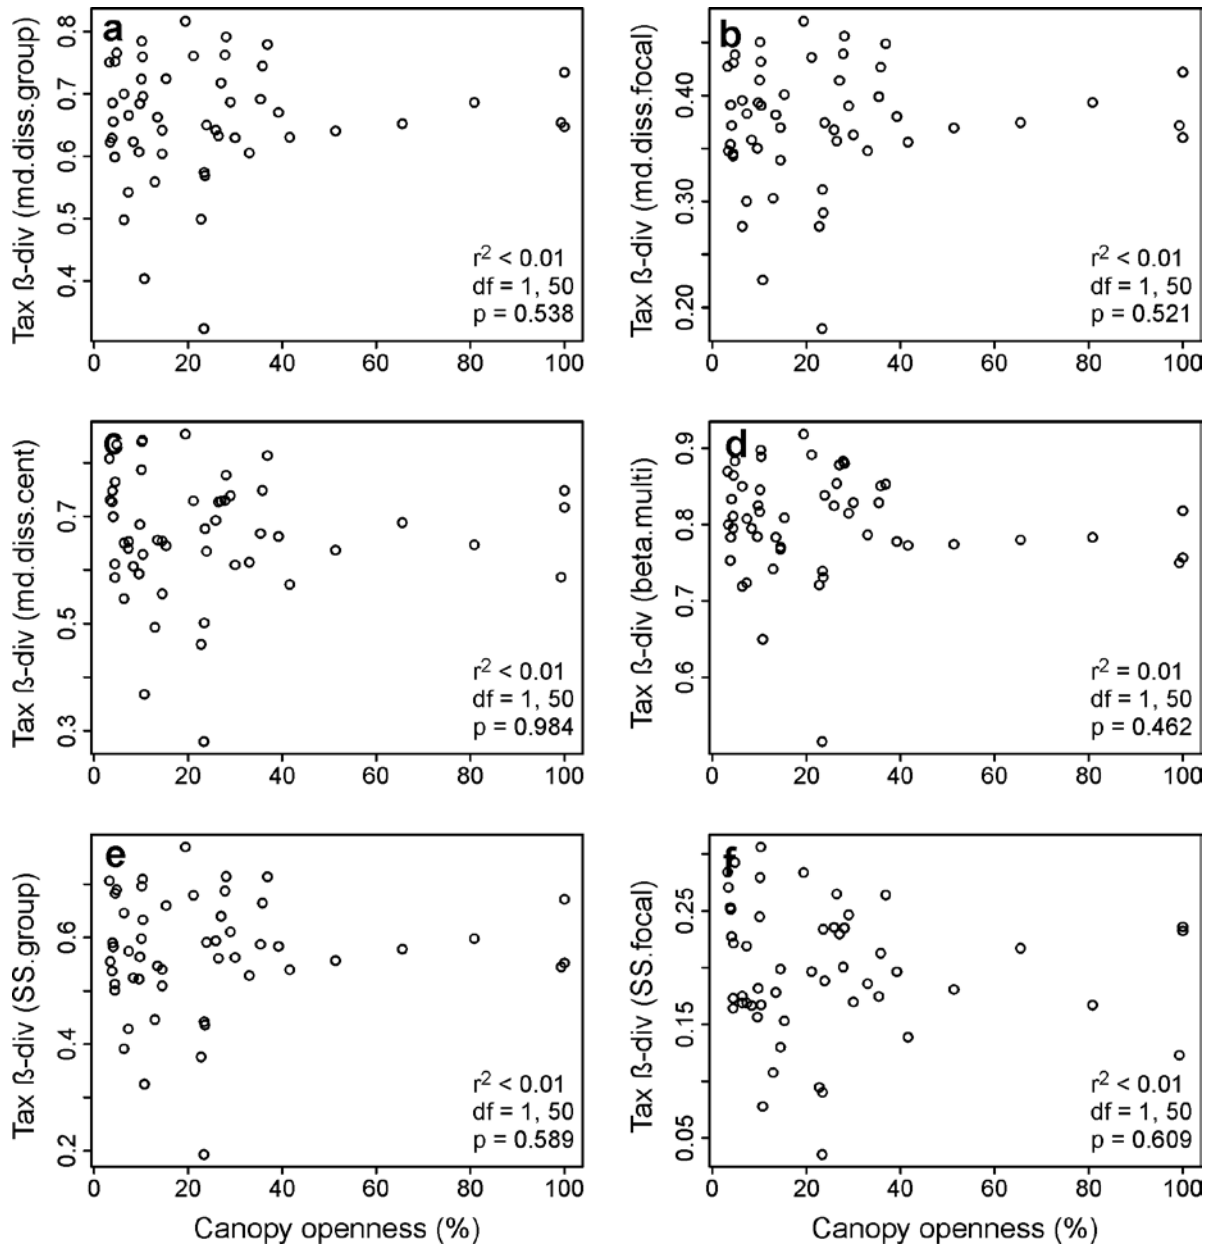 a
Tax ß-div (md.diss.group)
0.8
0.7
0.6
0.5
0.4
r² < 0.01
df = 1, 50
p = 0.538
0 20 40 60 80 100
b
Tax ß-div (md.diss.focal)
0.40
0.30
0.20
r² < 0.01
df = 1, 50
p = 0.521
0 20 40 60 80 100
c
Tax ß-div (md.diss.cent)
0.7
0.5
0.3
r² < 0.01
df = 1, 50
p = 0.984
0 20 40 60 80 100
d
Tax ß-div (beta.multi)
0.9
0.8
0.7
0.6
r² = 0.01
df = 1, 50
p = 0.462
0 20 40 60 80 100
e
Tax ß-div (SS.group)
0.6
0.4
0.2
r² < 0.01
df = 1, 50
p = 0.589
0 20 40 60 80 100
Canopy openness (%)
f
Tax ß-div (SS.focal)
0.25
0.15
0.05
r² < 0.01
df = 1, 50
p = 0.609
0 20 40 60 80 100
Canopy openness (%)